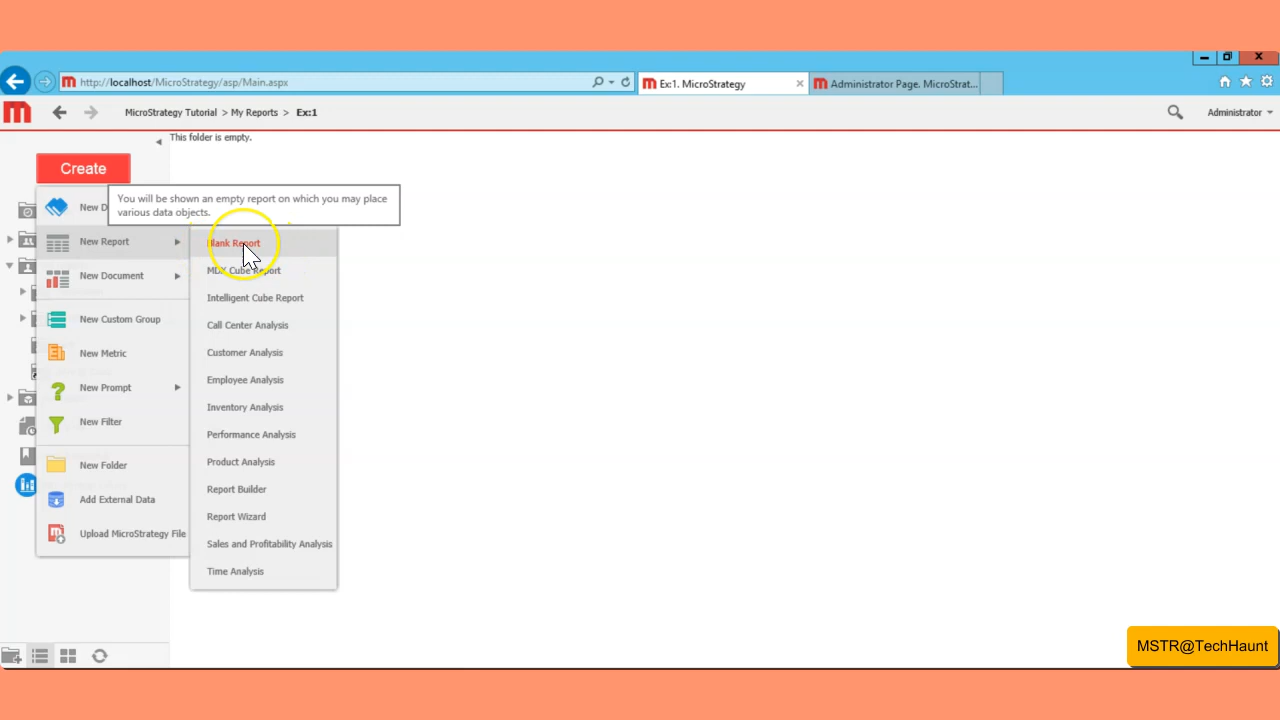 http://localhost/MicroStrategy/asp/Main.aspx
Ex:1. MicroStrategy
Administrator Page. MicroStrat...
MicroStrategy Tutorial > My Reports > Ex:1
Administrator
This folder is empty.
Create
You will be shown an empty report on which you may place
various data objects.
New D
New Report
Blank Report
MDX Cube Report
New Document
Intelligent Cube Report
New Custom Group
Call Center Analysis
New Metric
Customer Analysis
Employee Analysis
New Prompt
Inventory Analysis
New Filter
Performance Analysis
Product Analysis
New Folder
Report Builder
Add External Data
Report Wizard
Upload MicroStrategy File
Sales and Profitability Analysis
Time Analysis
MSTR@TechHaunt